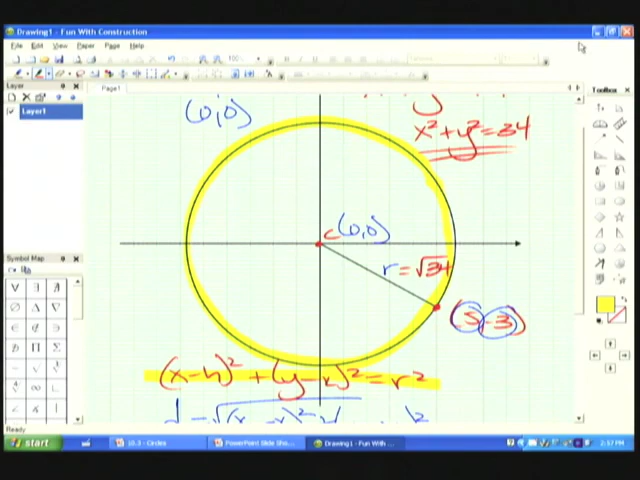 Drawing1 - Fun With Construction
File Edit View Paper Page Help
Layer
Page1
Toolbox
Layer1
(0,0)
y
x² + y² = 34
C (0,0)
r = √34
(5,-3)
Symbol Map
∀ ∃ Δ ∇
Π Σ
(x-h)² + (y-k)² = r²
Ready
start
10.3 - Circles
PowerPoint Slide Sho...
Drawing1 - Fun With...
2:57 PM